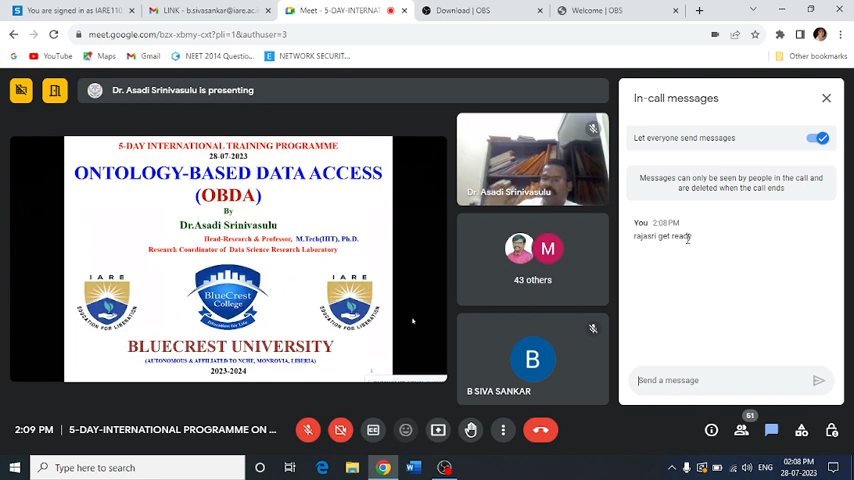 You are signed in as IARE110
LINK - b.sivasankar@iare.ac.
Meet - 5-DAY-INTERNAT
Download | OBS
Welcome | OBS
meet.google.com/bzx-xbmy-cxt?pli=1&authuser=3
YouTube
Maps
Gmail
NEET 2014 Question...
NETWORK SECURIT...
Other bookmarks
Dr. Asadi Srinivasulu is presenting
5-DAY INTERNATIONAL TRAINING PROGRAMME
28-07-2023
ONTOLOGY-BASED DATA ACCESS
(OBDA)
By
Dr.Asadi Srinivasulu
Head-Research & Professor, M.Tech(IIIT), Ph.D.
Research Coordinator of Data Science Research Laboratory
IARE
EDUCATION FOR LIBERATION
BlueCrest
College
Education for Life
IARE
EDUCATION FOR LIBERATION
BLUECREST UNIVERSITY
(AUTONOMOUS & AFFILIATED TO NCHE, MONROVIA, LIBERIA)
2023-2024
Dr. Asadi Srinivasulu
M
43 others
B
B SIVA SANKAR
In-call messages
Let everyone send messages
Messages can only be seen by people in the call and
are deleted when the call ends
You 2:08 PM
rajasri get ready
Send a message
2:09 PM | 5-DAY-INTERNATIONAL PROGRAMME ON ...
51
Type here to search
ENG
02:08 PM
28-07-2023